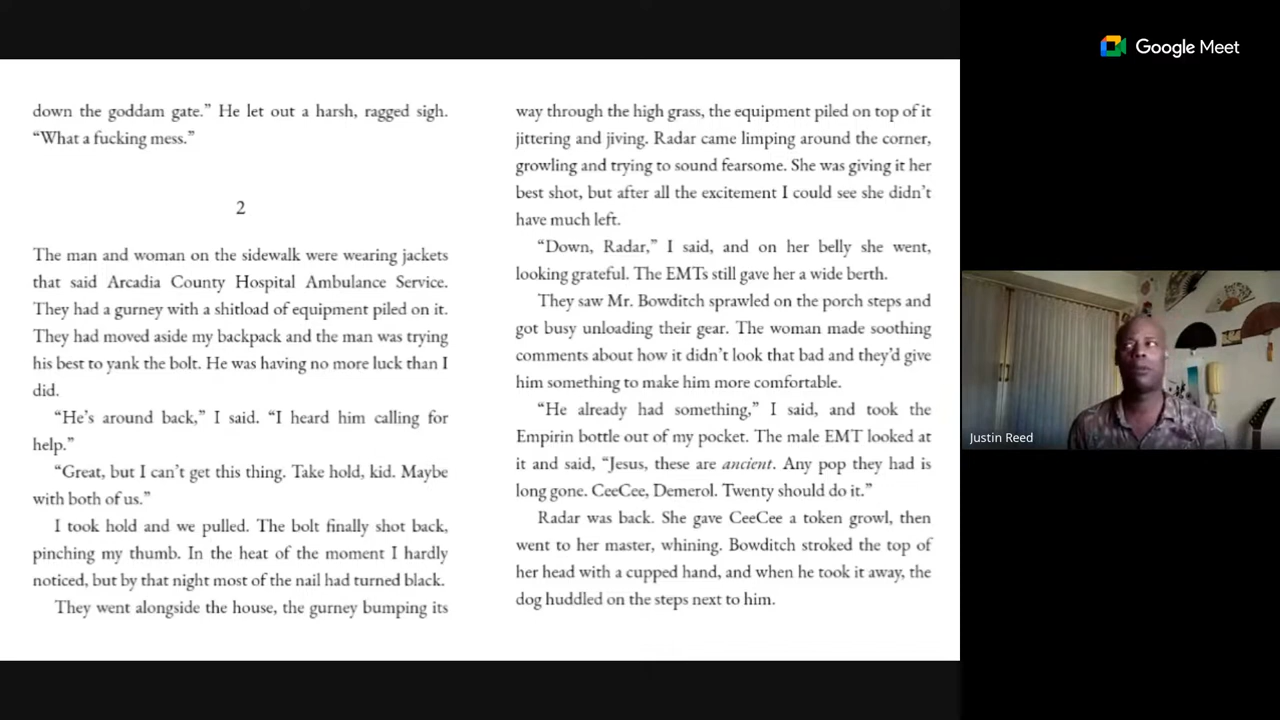 down the goddam gate.” He let out a harsh, ragged sigh.
“What a fucking mess.”
2
The man and woman on the sidewalk were wearing jackets
that said Arcadia County Hospital Ambulance Service.
They had a gurney with a shitload of equipment piled on it.
They had moved aside my backpack and the man was trying
his best to yank the bolt. He was having no more luck than I
did.
“He’s around back,” I said. “I heard him calling for
help.”
“Great, but I can’t get this thing. Take hold, kid. Maybe
with both of us.”
I took hold and we pulled. The bolt finally shot back,
pinching my thumb. In the heat of the moment I hardly
noticed, but by that night most of the nail had turned black.
They went alongside the house, the gurney bumping its
way through the high grass, the equipment piled on top of it
jittering and jiving. Radar came limping around the corner,
growling and trying to sound fearsome. She was giving it her
best shot, but after all the excitement I could see she didn’t
have much left.
“Down, Radar,” I said, and on her belly she went,
looking grateful. The EMTs still gave her a wide berth.
They saw Mr. Bowditch sprawled on the porch steps and
got busy unloading their gear. The woman made soothing
comments about how it didn’t look that bad and they’d give
him something to make him more comfortable.
“He already had something,” I said, and took the
Empirin bottle out of my pocket. The male EMT looked at
it and said, “Jesus, these are ancient. Any pop they had is
long gone. CeeCee, Demerol. Twenty should do it.”
Radar was back. She gave CeeCee a token growl, then
went to her master, whining. Bowditch stroked the top of
her head with a cupped hand, and when he took it away, the
dog huddled on the steps next to him.
Google Meet
Justin Reed